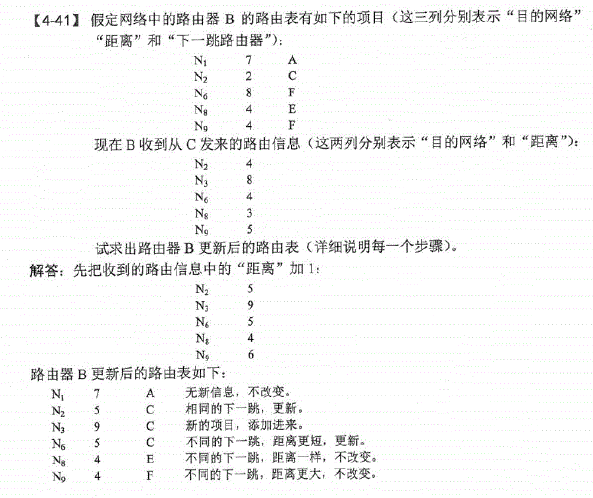 【4-41】 假定网络中的路由器 B 的路由表有如下的项目（这三列分别表示“目的网络”
“距离”和“下一跳路由器”）：
N₁ 7 A
N₂ 2 C
N₆ 8 F
N₈ 4 E
N₉ 4 F
现在 B 收到从 C 发来的路由信息（这两列分别表示“目的网络”和“距离”）：
N₂ 4
N₃ 8
N₆ 4
N₈ 3
N₉ 5
试求出路由器 B 更新后的路由表（详细说明每一个步骤）。
解答：先把收到的路由信息中的“距离”加 1：
N₂ 5
N₃ 9
N₆ 5
N₈ 4
N₉ 6
路由器 B 更新后的路由表如下：
N₁ 7 A 无新信息，不改变。
N₂ 5 C 相同的下一跳，更新。
N₃ 9 C 新的项目，添加进来。
N₆ 5 C 不同的下一跳，距离更短，更新。
N₈ 4 E 不同的下一跳，距离一样，不改变。
N₉ 4 F 不同的下一跳，距离更大，不改变。